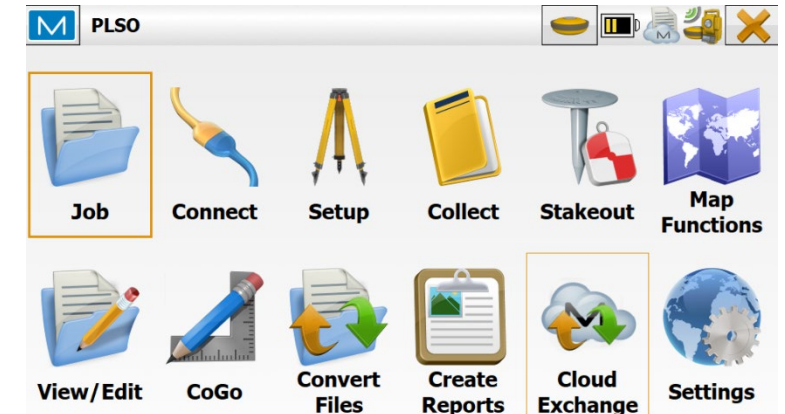 M PLSO
M
Job
Connect
Setup
Collect
Stakeout
Map
Functions
View/Edit
CoGo
Convert
Files
Create
Reports
M
Cloud
Exchange
Settings